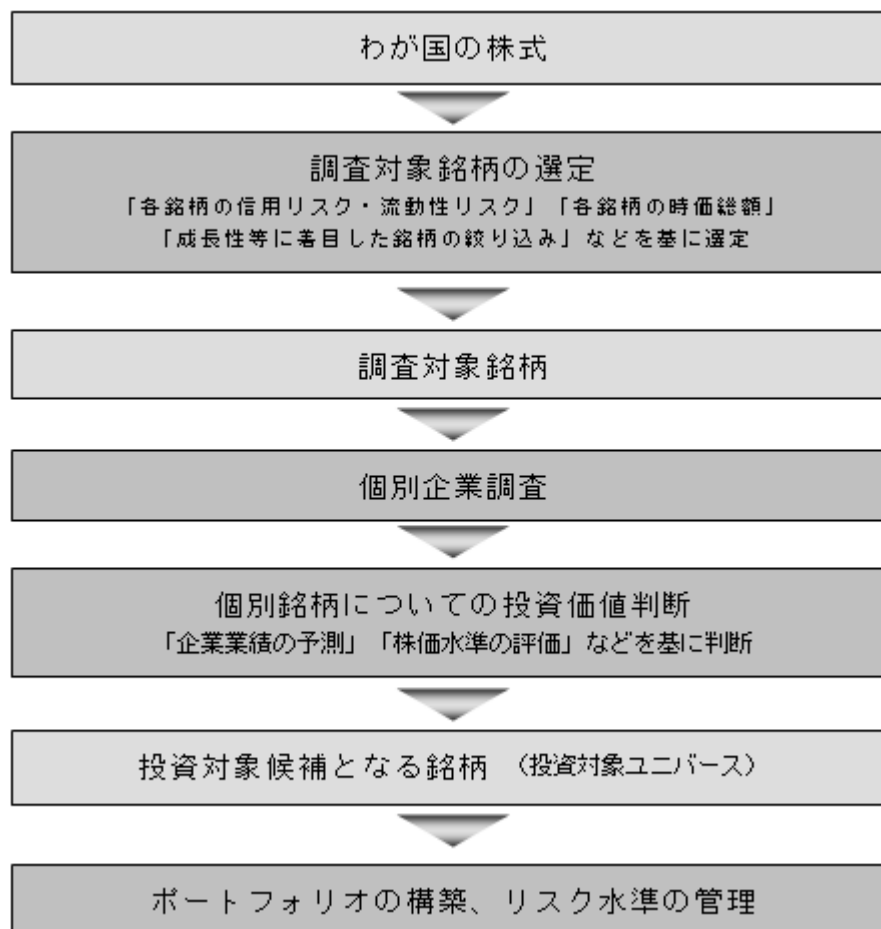 わが国の株式
調査対象銘柄の選定
「各銘柄の信用リスク・流動性リスク」「各銘柄の時価総額」
「成長性等に着目した銘柄の絞り込み」などを基に選定
調査対象銘柄
個別企業調査
個別銘柄についての投資価値判断
「企業業績の予測」「株価水準の評価」などを基に判断
投資対象候補となる銘柄 （投資対象ユニバース）
ポートフォリオの構築、リスク水準の管理